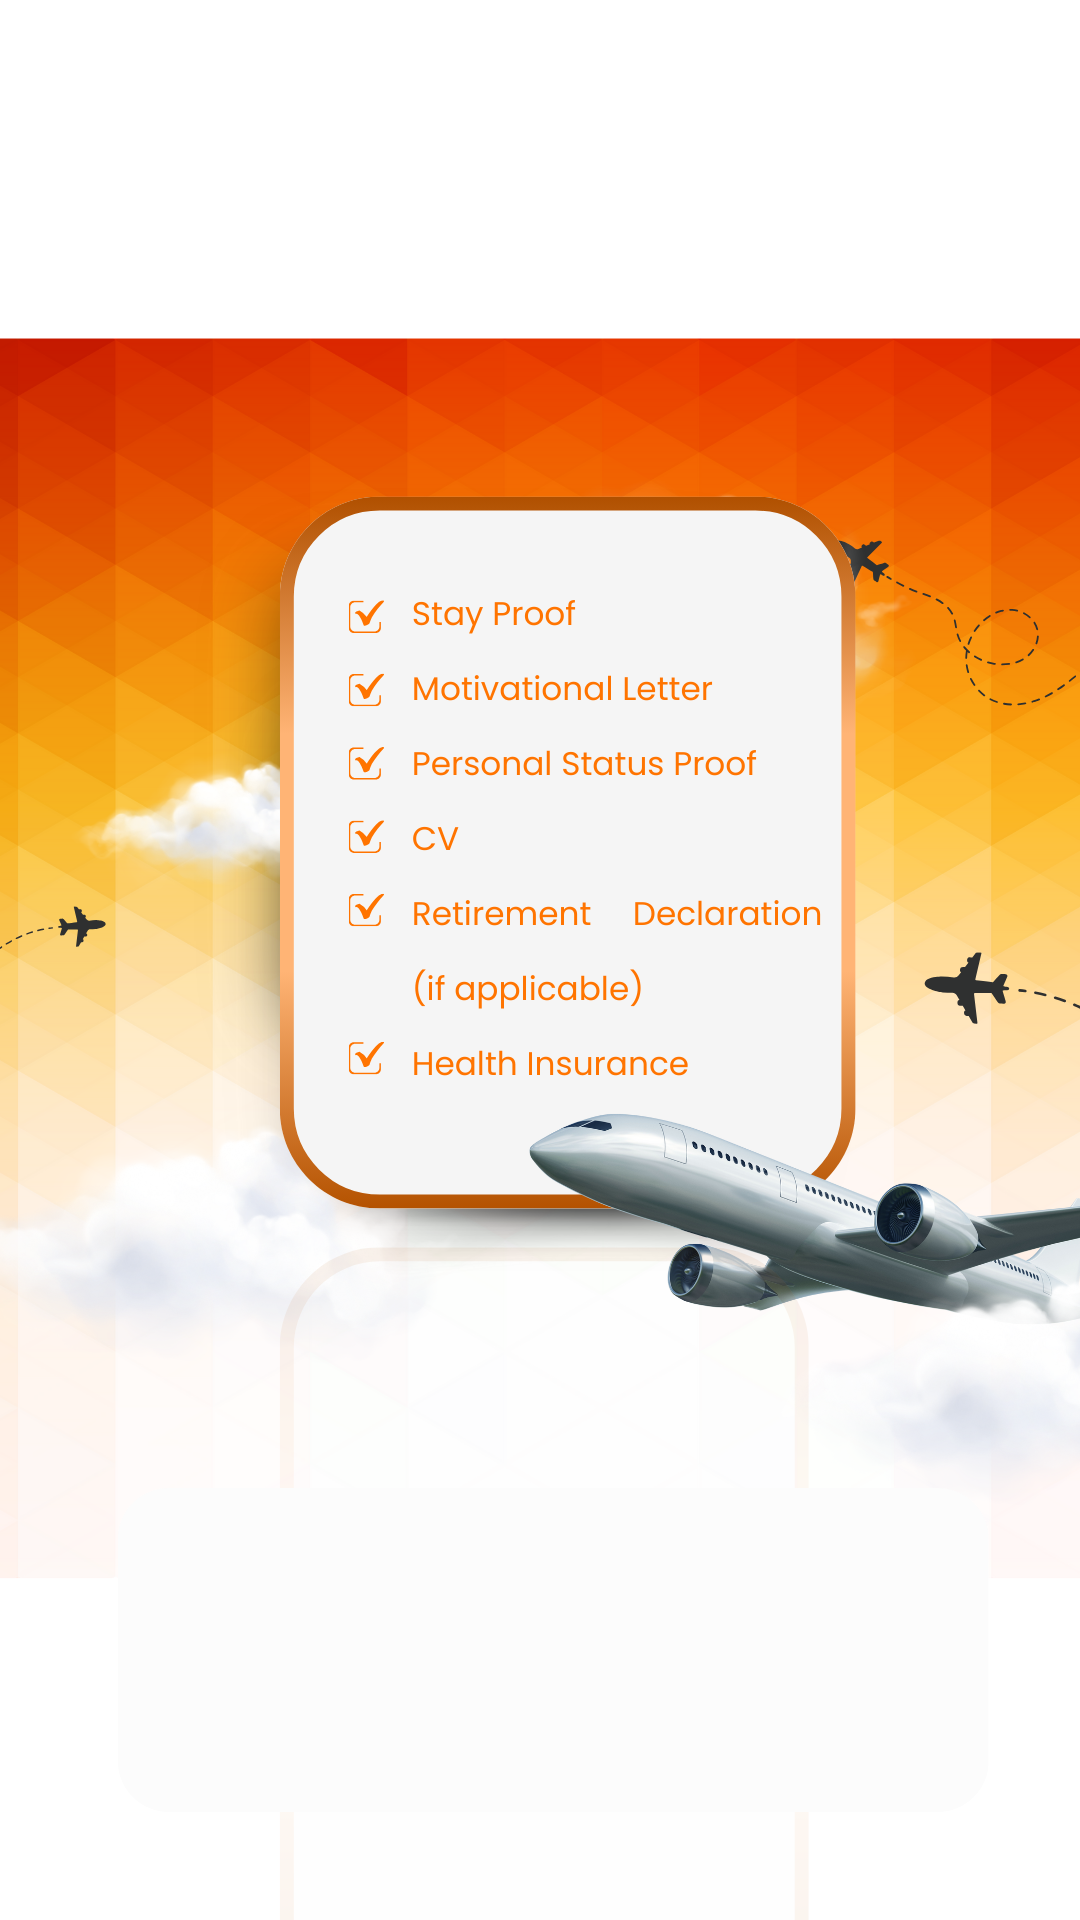 Stay Proof
Motivational Letter
Personal Status Proof
CV
Retirement Declaration
(if applicable)
Health Insurance